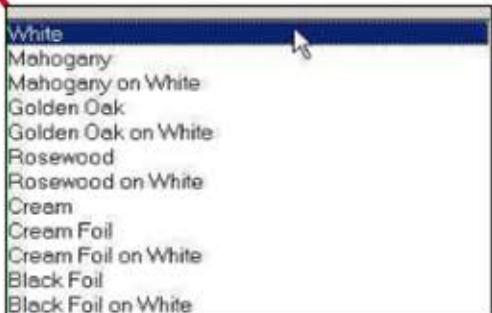 White
Mahogany
Mahogany on White
Golden Oak
Golden Oak on White
Rosewood
Rosewood on White
Cream
Cream Foil
Cream Foil on White
Black Foil
Black Foil on White